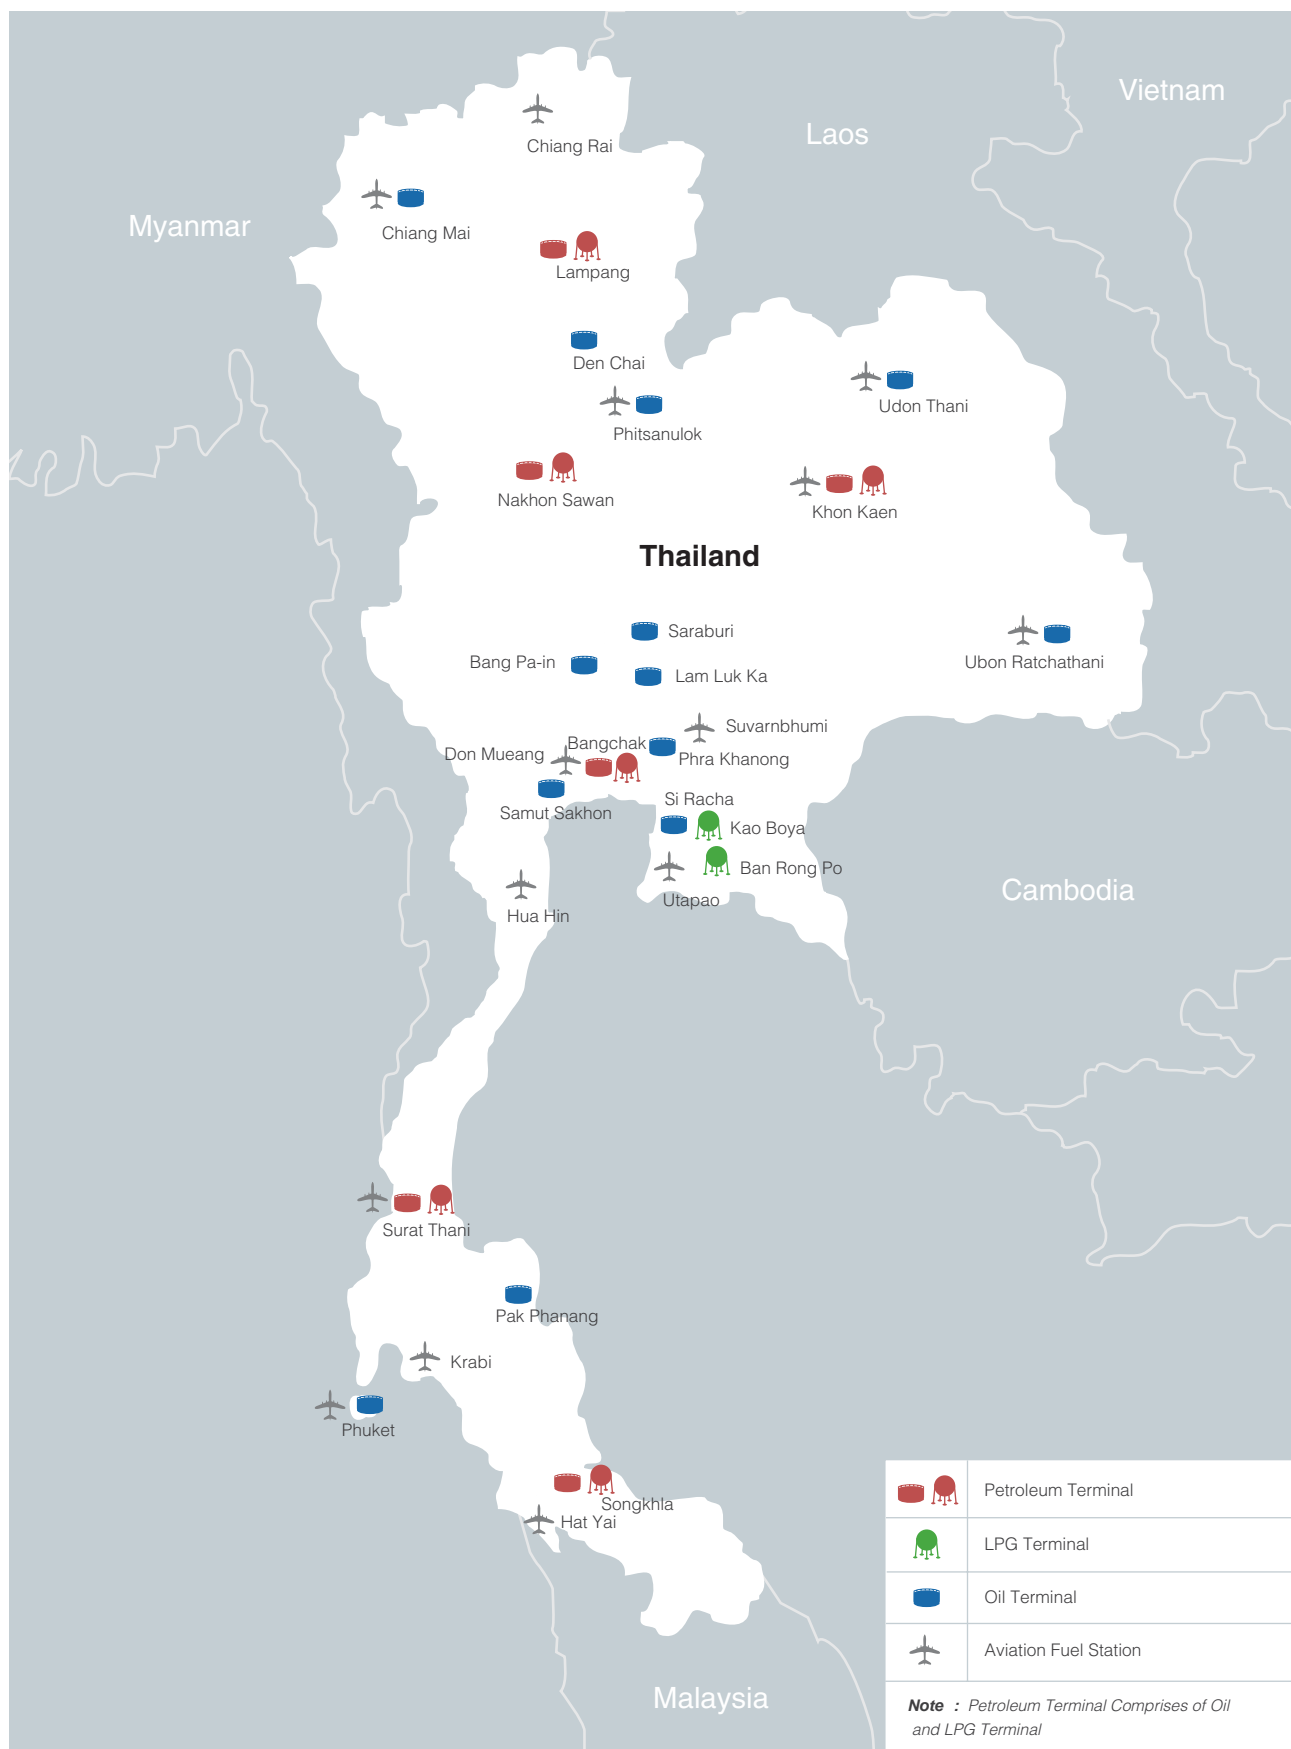 Vietnam
Laos
Chiang Rai
Myanmar
Chiang Mai
Lampang
Den Chai
Udon Thani
Phitsanulok
Nakhon Sawan
Khon Kaen
Thailand
Saraburi
Bang Pa-in
Ubon Ratchathani
Lam Luk Ka
Suvarnbhumi
Bangchak
Don Mueang
Phra Khanong
Si Racha
Samut Sakhon
Kao Boya
Ban Rong Po
Cambodia
Utapao
Hua Hin
Surat Thani
Pak Phanang
Krabi
Phuket
Songkhla
Hat Yai
Malaysia
Petroleum Terminal
LPG Terminal
Oil Terminal
Aviation Fuel Station
Note : Petroleum Terminal Comprises of Oil
and LPG Terminal